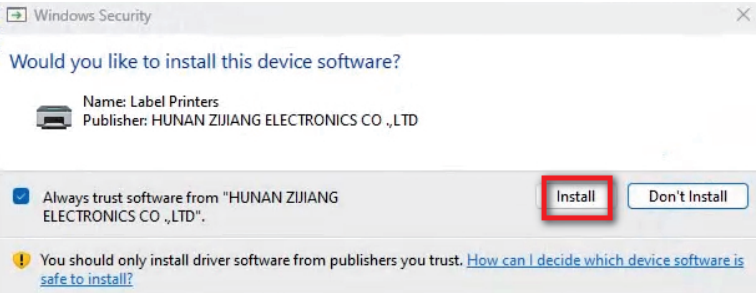 Windows Security
Would you like to install this device software?
Name: Label Printers
Publisher: HUNAN ZIJIANG ELECTRONICS CO .,LTD
Always trust software from "HUNAN ZIJIANG
ELECTRONICS CO .,LTD".
Install
Don't Install
You should only install driver software from publishers you trust. How can I decide which device software is
safe to install?